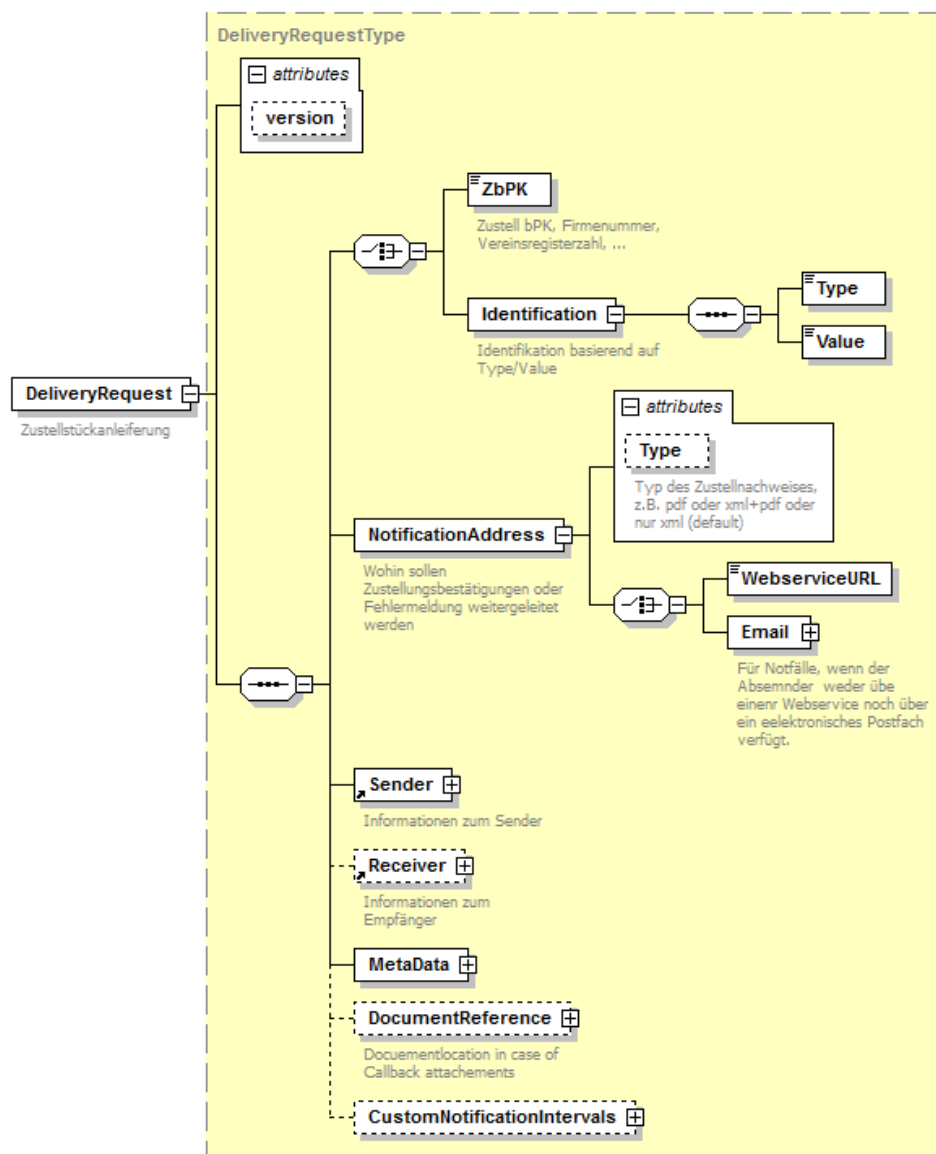 DeliveryRequestType
attributes
version
ZbPK
Zustell bPK, Firmenummer,
Vereinsregisterzahl, ...
Identification
Identifikation basierend auf
Type/Value
Type
Value
DeliveryRequest
Zustellstückanleiferung
attributes
Type
Typ des Zustellnachweises,
z.B. pdf oder xml+pdf oder
nur xml (default)
NotificationAddress
Wohin sollen
Zustellungsbestätigungen oder
Fehlermeldung weitergeleitet
werden
WebserviceURL
Email
Für Notfälle, wenn der
Absemnder weder übe
einenr Webservice noch über
ein eelektronisches Postfach
verfügt.
Sender
Informationen zum Sender
Receiver
Informationen zum
Empfänger
MetaData
DocumentReference
Docuementlocation in case of
Callback attachements
CustomNotificationIntervals